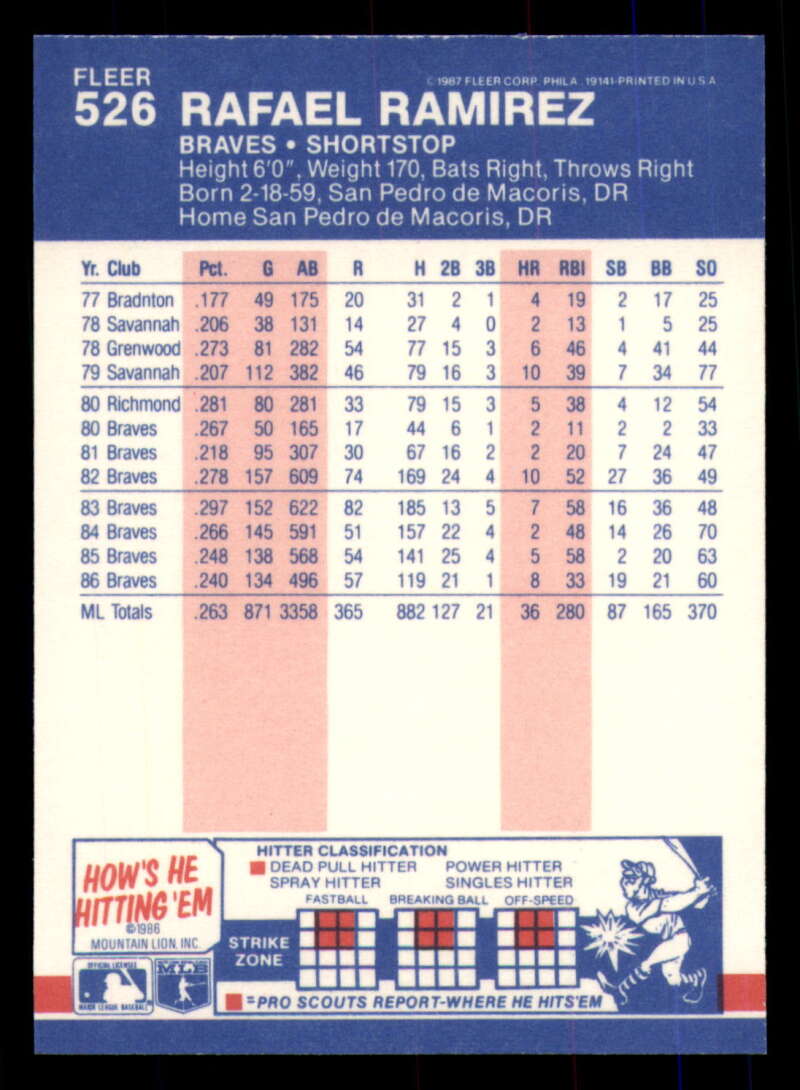 FLEER
© 1987 FLEER CORP. PHILA. 19141-PRINTED IN U.S.A.
526 RAFAEL RAMIREZ
BRAVES • SHORTSTOP
Height 6'0", Weight 170, Bats Right, Throws Right
Born 2-18-59, San Pedro de Macoris, DR
Home San Pedro de Macoris, DR
Yr. Club Pct. G AB R H 2B 3B HR RBI SB BB SO
77 Bradnton .177 49 175 20 31 2 1 4 19 2 17 25
78 Savannah .206 38 131 14 27 4 0 2 13 1 5 25
78 Grenwood .273 81 282 54 77 15 3 6 46 4 41 44
79 Savannah .207 112 382 46 79 16 3 10 39 7 34 77
80 Richmond .281 80 281 33 79 15 3 5 38 4 12 54
80 Braves .267 50 165 17 44 6 1 2 11 2 2 33
81 Braves .218 95 307 30 67 16 2 2 20 7 24 47
82 Braves .278 157 609 74 169 24 4 10 52 27 36 49
83 Braves .297 152 622 82 185 13 5 7 58 16 36 48
84 Braves .266 145 591 51 157 22 4 2 48 14 26 70
85 Braves .248 138 568 54 141 25 4 5 58 2 20 63
86 Braves .240 134 496 57 119 21 1 8 33 19 21 60
ML Totals .263 871 3358 365 882 127 21 36 280 87 165 370
HOW'S HE
HITTING 'EM
©1986
MOUNTAIN LION, INC.
HITTER CLASSIFICATION
DEAD PULL HITTER POWER HITTER
SPRAY HITTER SINGLES HITTER
FASTBALL BREAKING BALL OFF-SPEED
STRIKE
ZONE
=PRO SCOUTS REPORT-WHERE HE HITS'EM
OFFICIAL LICENSEE
MAJOR LEAGUE BASEBALL
MLB